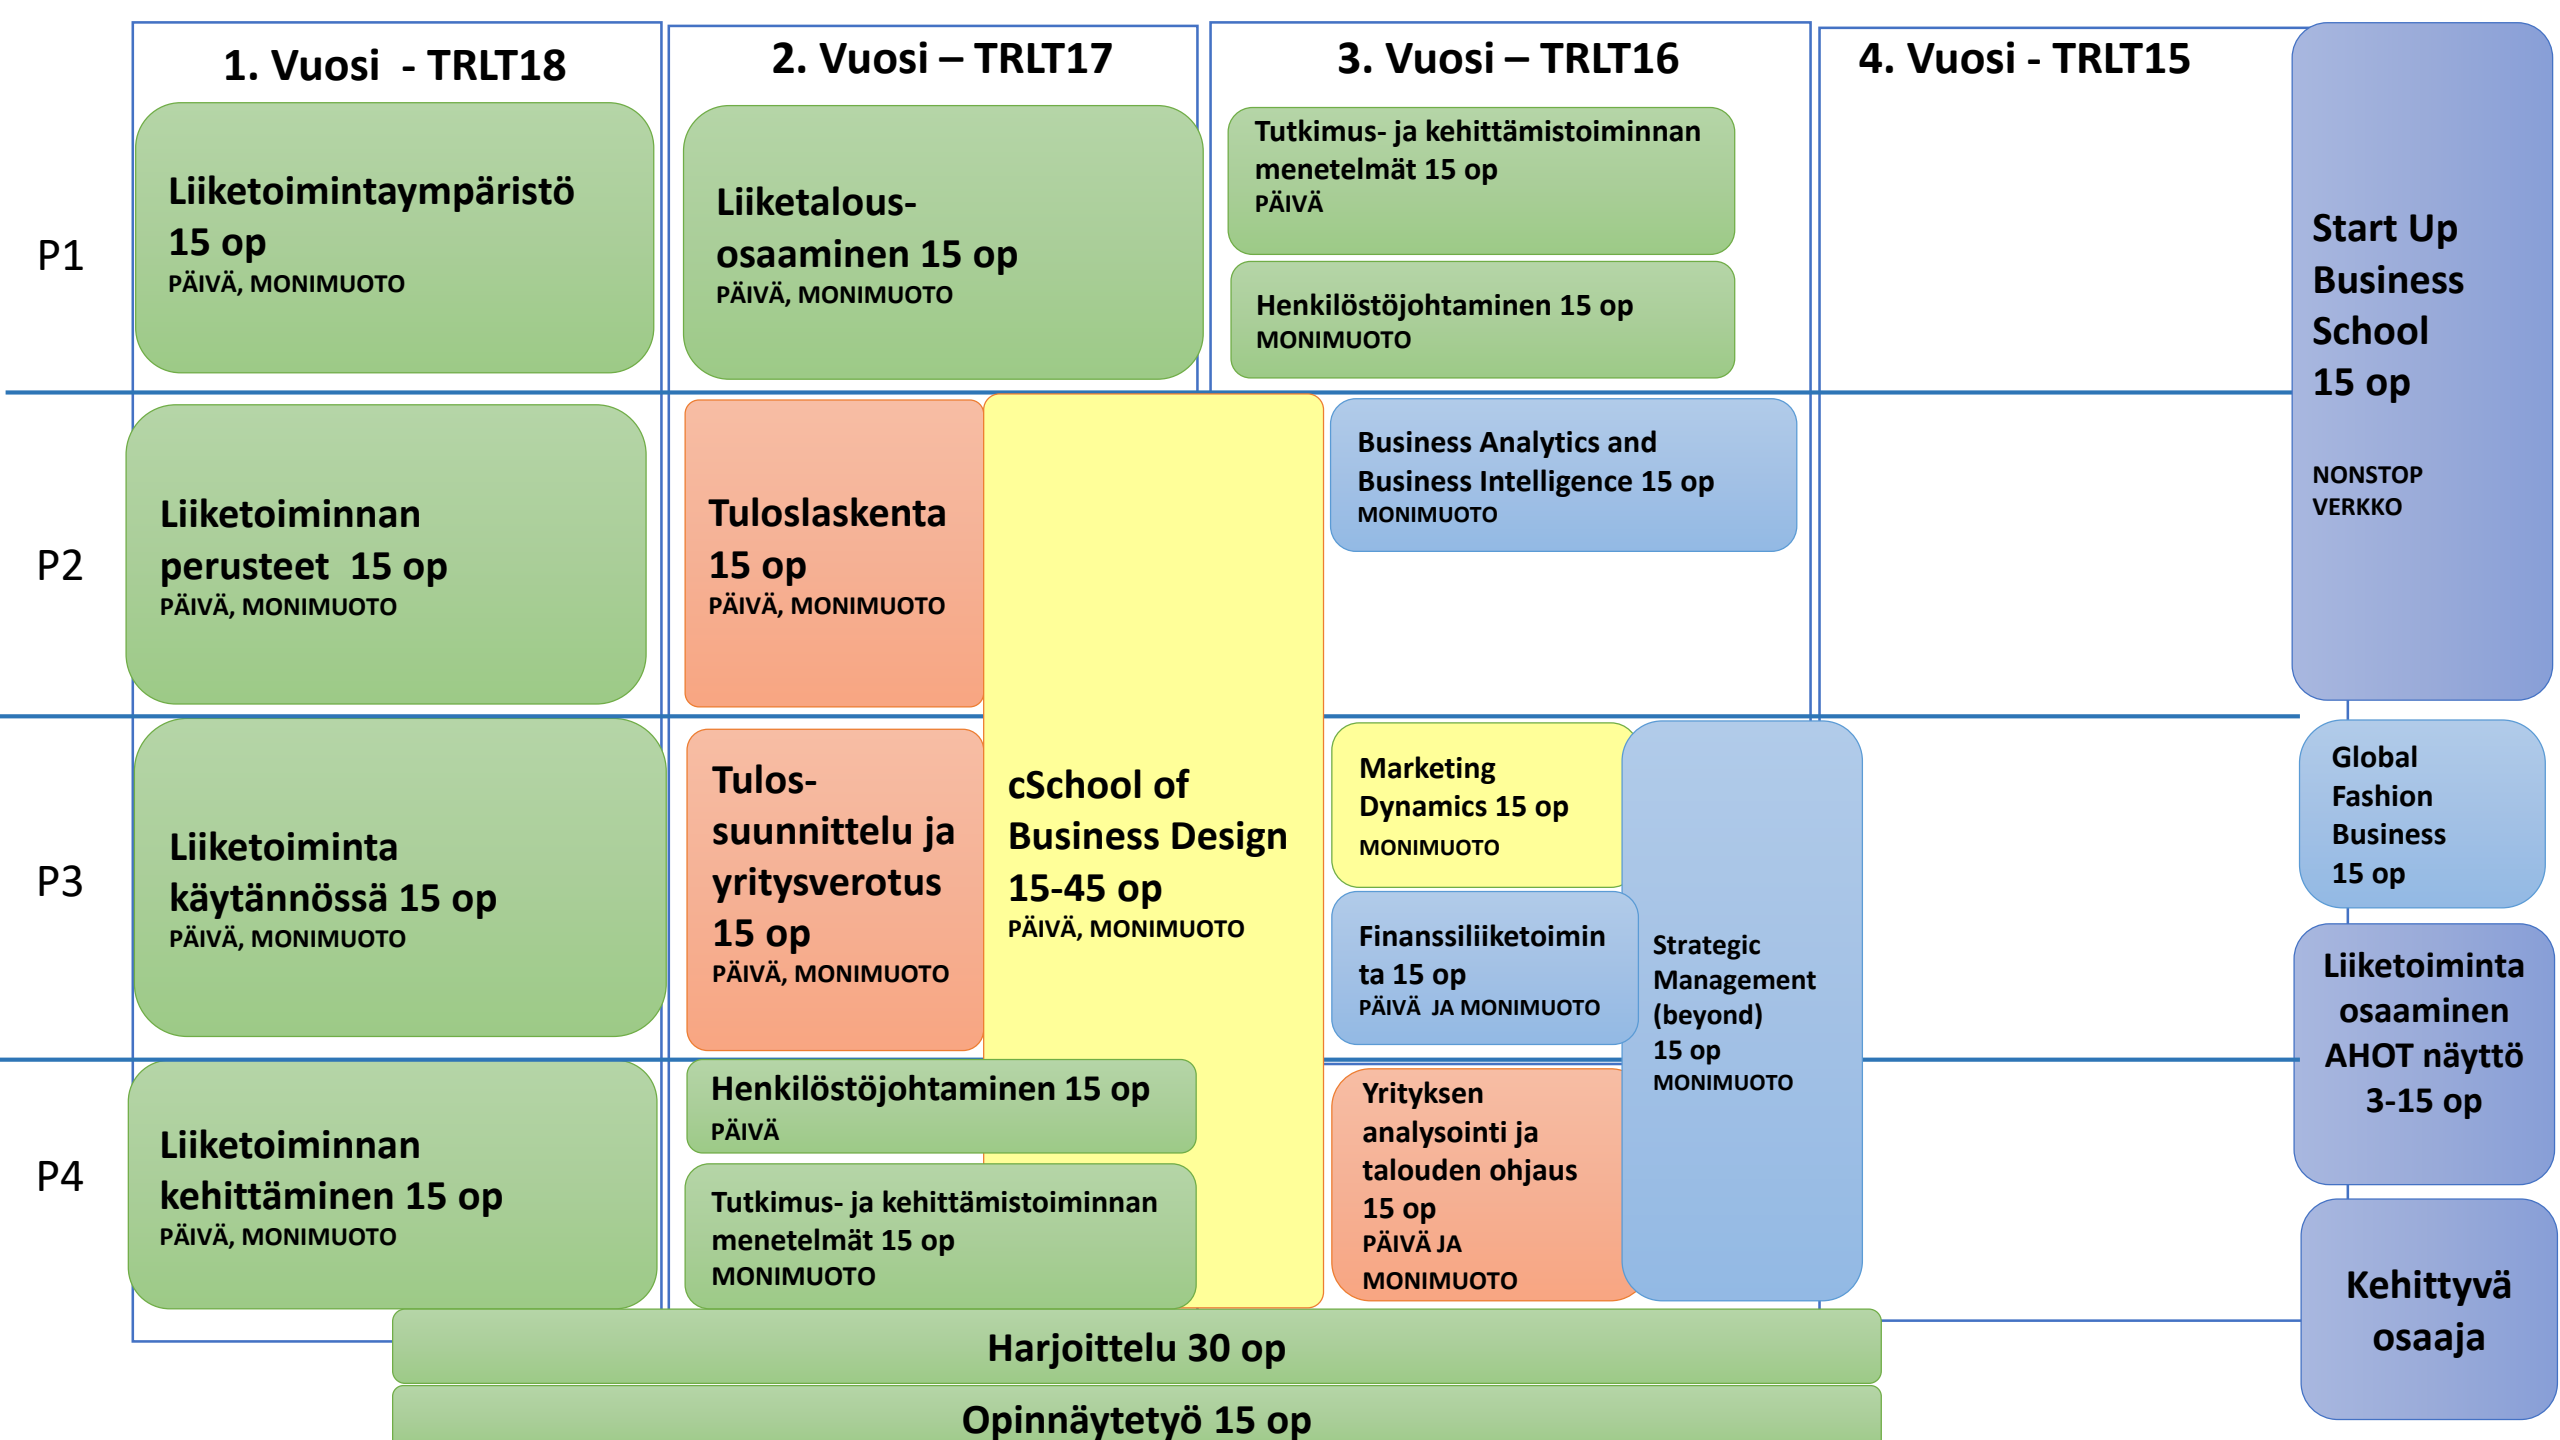 1. Vuosi - TRLT18
2. Vuosi – TRLT17
3. Vuosi – TRLT16
4. Vuosi - TRLT15
P1
Liiketoimintaympäristö
15 op
PÄIVÄ, MONIMUOTO
Liiketalous-
osaaminen 15 op
PÄIVÄ, MONIMUOTO
Tutkimus- ja kehittämistoiminnan
menetelmät 15 op
PÄIVÄ
Henkilöstöjohtaminen 15 op
MONIMUOTO
Start Up
Business
School
15 op
NONSTOP
VERKKO
P2
Liiketoiminnan
perusteet 15 op
PÄIVÄ, MONIMUOTO
Tuloslaskenta
15 op
PÄIVÄ, MONIMUOTO
Business Analytics and
Business Intelligence 15 op
MONIMUOTO
P3
Liiketoiminta
käytännössä 15 op
PÄIVÄ, MONIMUOTO
Tulos-
suunnittelu ja
yritysverotus
15 op
PÄIVÄ, MONIMUOTO
cSchool of
Business Design
15-45 op
PÄIVÄ, MONIMUOTO
Marketing
Dynamics 15 op
MONIMUOTO
Finanssiliiketoimin
ta 15 op
PÄIVÄ JA MONIMUOTO
Strategic
Management
(beyond)
15 op
MONIMUOTO
Global
Fashion
Business
15 op
Liiketoiminta
osaaminen
AHOT näyttö
3-15 op
P4
Liiketoiminnan
kehittäminen 15 op
PÄIVÄ, MONIMUOTO
Henkilöstöjohtaminen 15 op
PÄIVÄ
Tutkimus- ja kehittämistoiminnan
menetelmät 15 op
MONIMUOTO
Yrityksen
analysointi ja
talouden ohjaus
15 op
PÄIVÄ JA
MONIMUOTO
Kehittyvä
osaaja
Harjoittelu 30 op
Opinnäytetyö 15 op